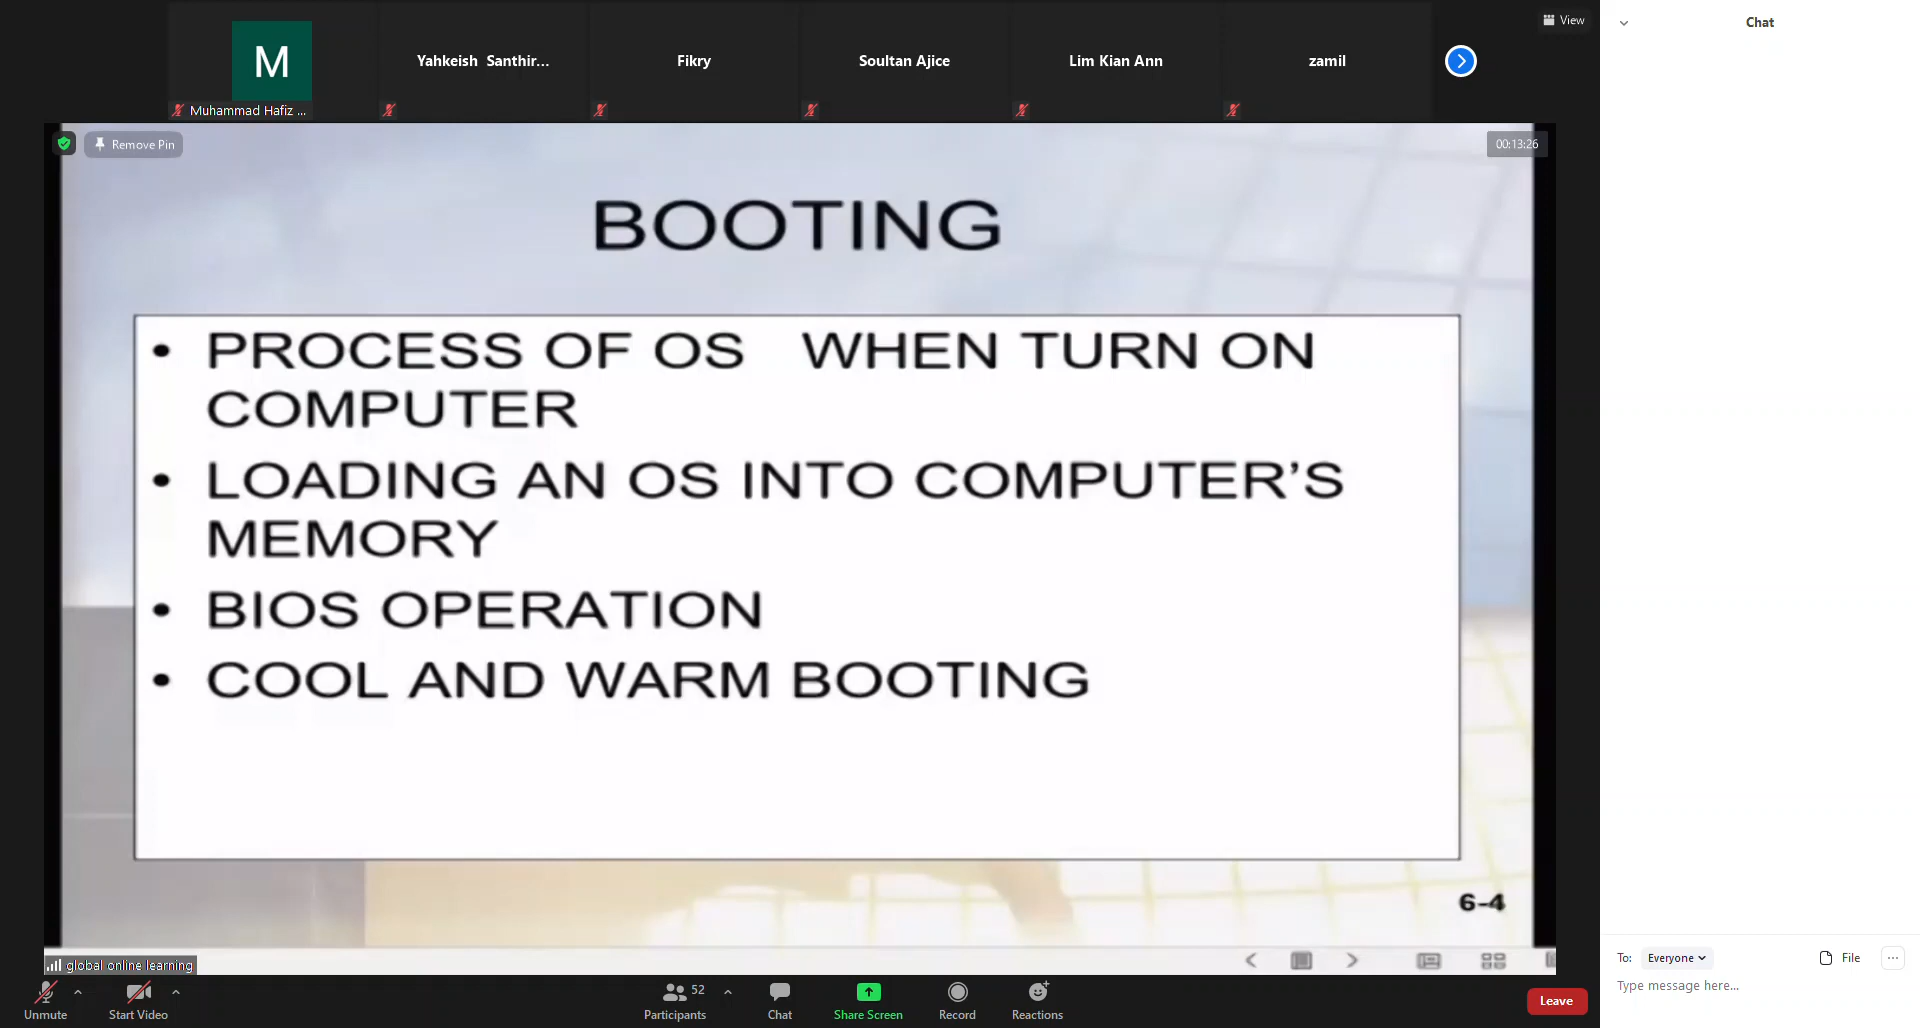 View
Chat
M
Yahkeish Santhir...
Fikry
Soultan Ajice
Lim Kian Ann
zamil
Muhammad Hafiz ...
Remove Pin
00:13:26
BOOTING
• PROCESS OF OS WHEN TURN ON
COMPUTER
• LOADING AN OS INTO COMPUTER'S
MEMORY
• BIOS OPERATION
• COOL AND WARM BOOTING
6-4
global online learning
To: Everyone
File
Type message here...
Unmute
Start Video
52
Participants
Chat
Share Screen
Record
Reactions
Leave